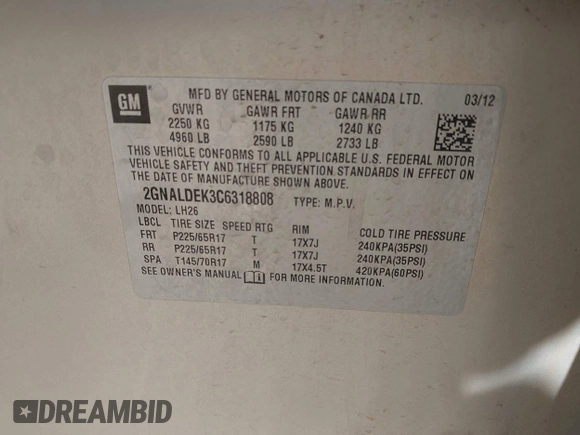 GM
MFD BY GENERAL MOTORS OF CANADA LTD. 03/12
GVWR GAWR FRT GAWR RR
2250 KG 1175 KG 1240 KG
4960 LB 2590 LB 2733 LB
THIS VEHICLE CONFORMS TO ALL APPLICABLE U.S. FEDERAL MOTOR
VEHICLE SAFETY AND THEFT PREVENTION STANDARDS IN EFFECT ON
THE DATE OF MANUFACTURE SHOWN ABOVE.
2GNALDEK3C6318808 TYPE: M.P.V.
MODEL: LH26
LBCL TIRE SIZE SPEED RTG RIM COLD TIRE PRESSURE
FRT P225/65R17 T 17X7J 240KPA(35PSI)
RR P225/65R17 T 17X7J 240KPA(35PSI)
SPA T145/70R17 M 17X4.5T 420KPA(60PSI)
SEE OWNER'S MANUAL FOR MORE INFORMATION.
DREAMBID